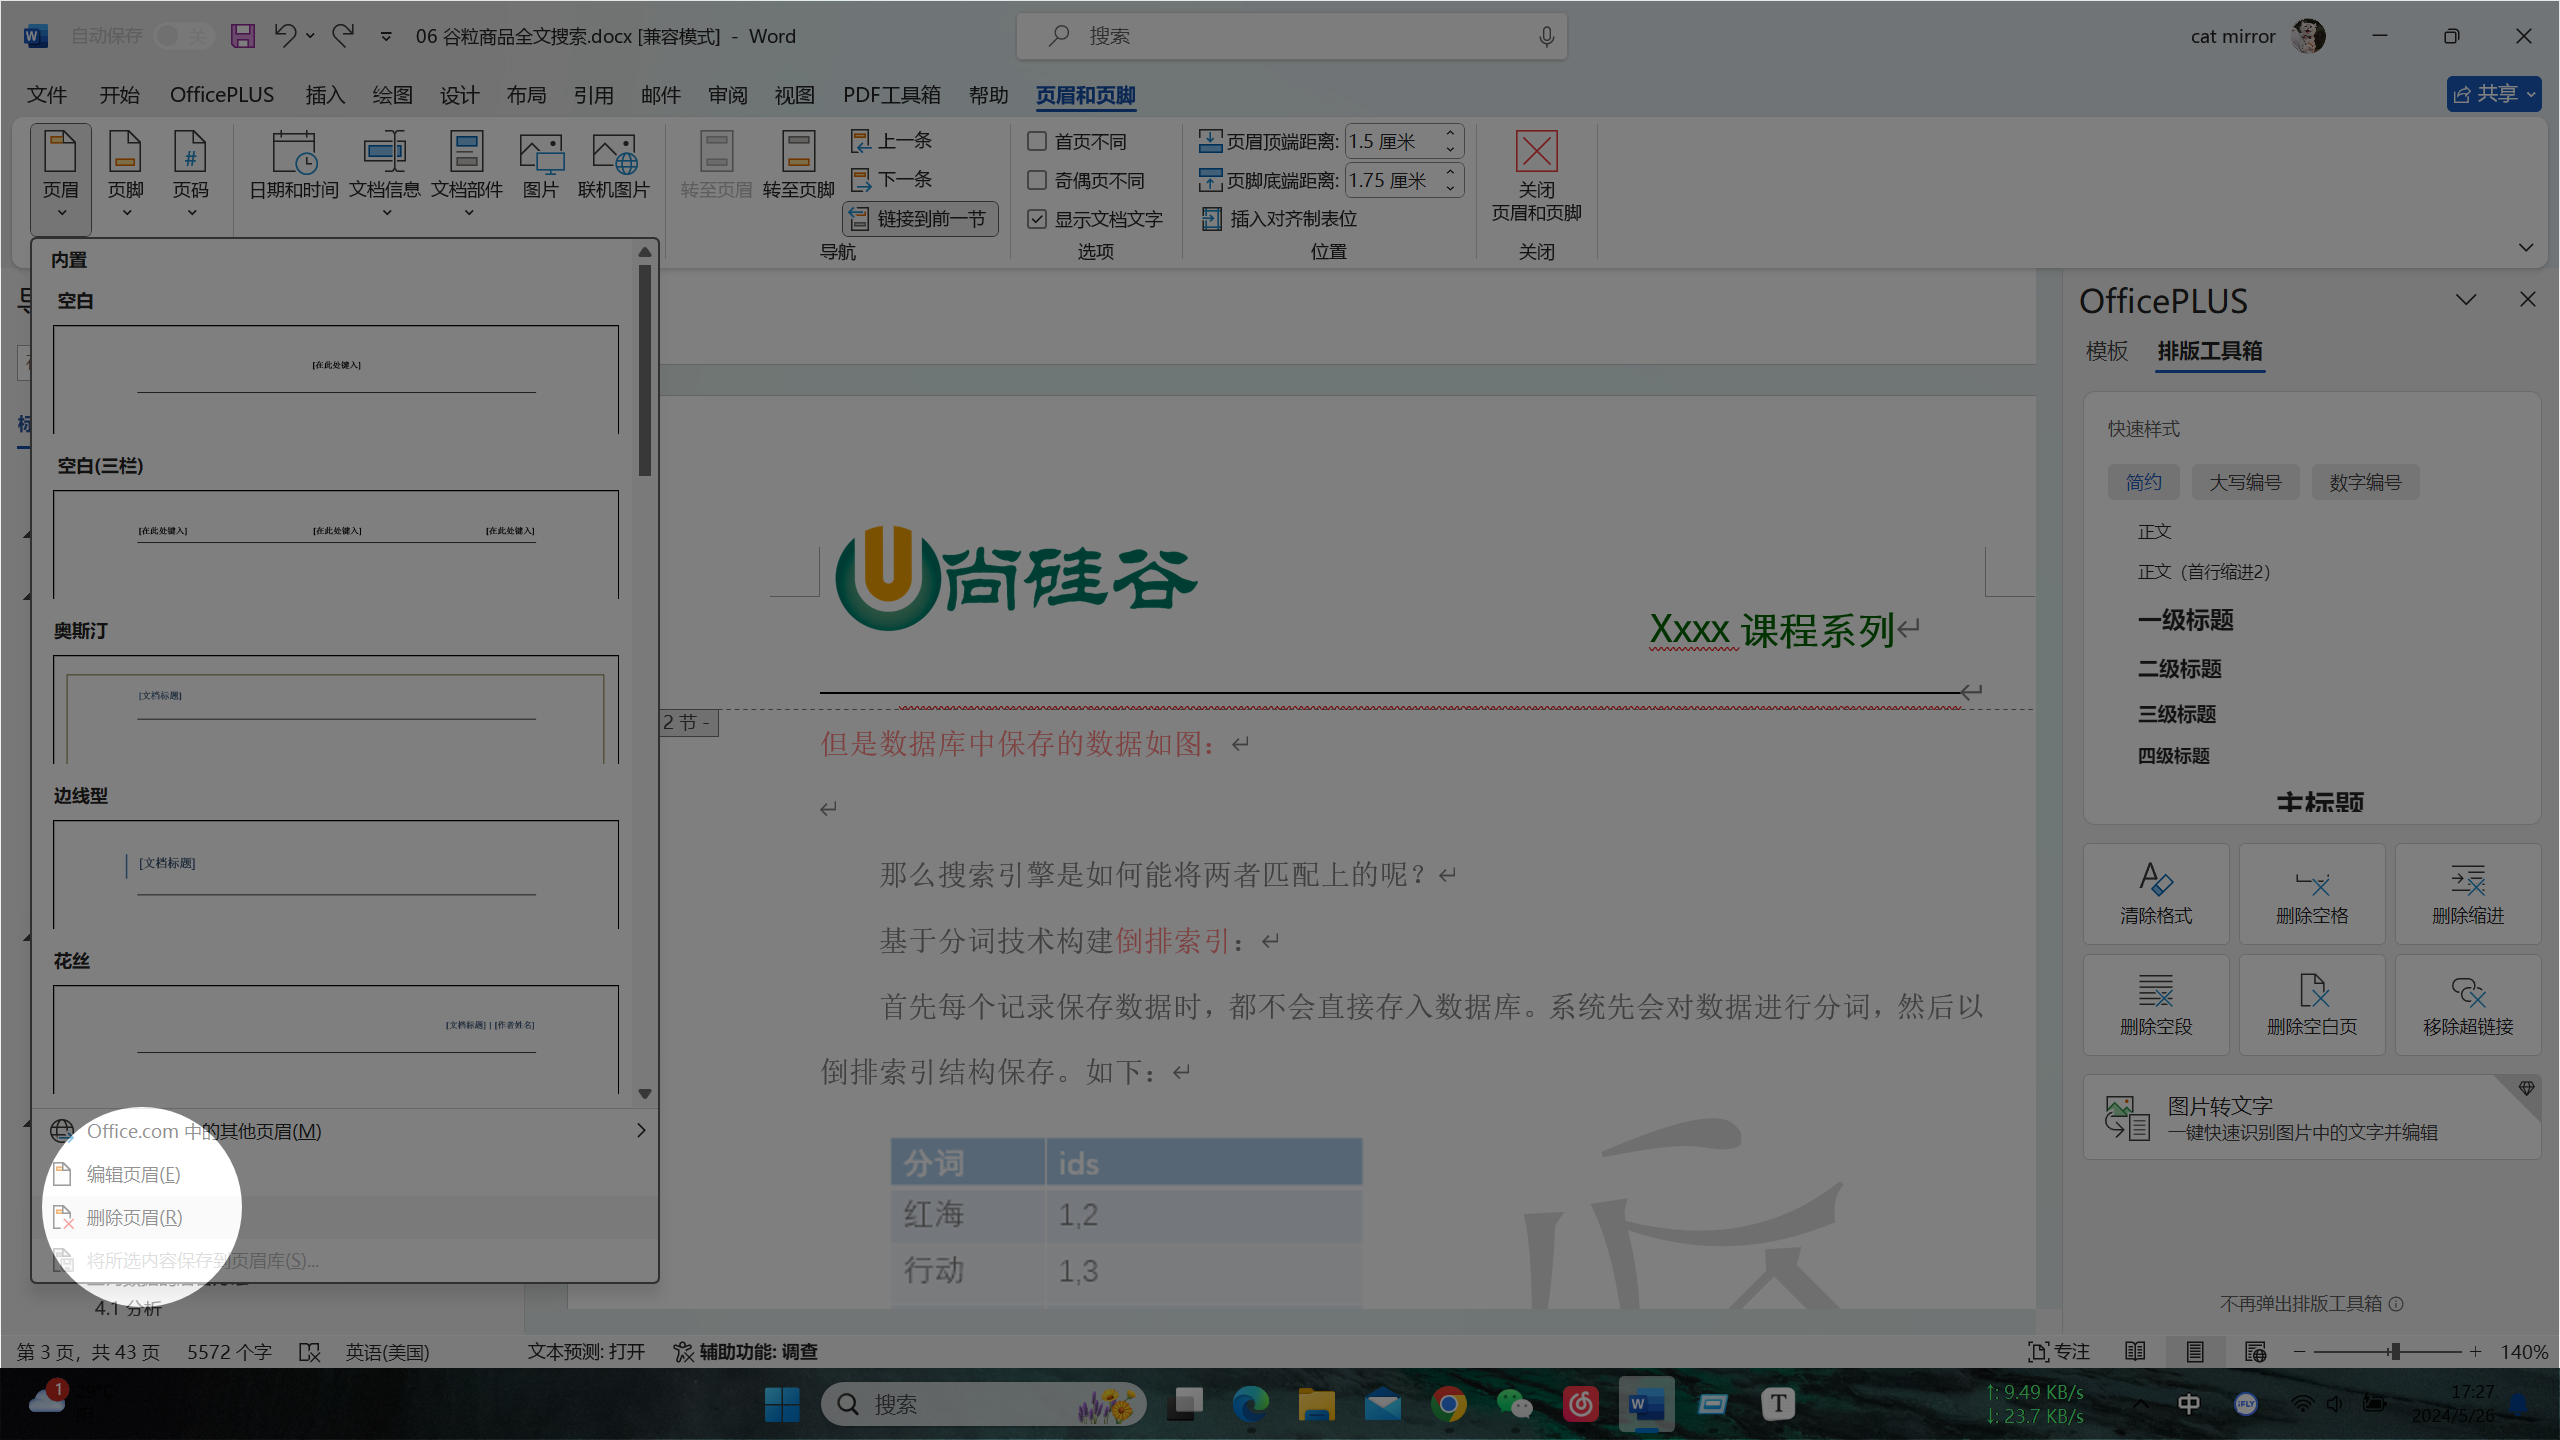 自动保存 关 06 谷粒商品全文搜索.docx [兼容模式] - Word 搜索 cat mirror
文件 开始 OfficePLUS 插入 绘图 设计 布局 引用 邮件 审阅 视图 PDF工具箱 帮助 页眉和页脚 共享
页眉 页脚 页码 日期和时间 文档信息 文档部件 图片 联机图片 转至页眉 转至页脚
上一条
下一条
链接到前一节
导航
首页不同
奇偶页不同
显示文档文字
选项
页眉顶端距离: 1.5 厘米
页脚底端距离: 1.75 厘米
插入对齐制表位
位置
关闭
页眉和页脚
关闭
内置
空白
[在此处键入]
空白(三栏)
[在此处键入] [在此处键入] [在此处键入]
奥斯汀
[文档标题]
边线型
[文档标题]
花丝
[文档标题] | [作者姓名]
Office.com 中的其他页眉(M)
编辑页眉(E)
删除页眉(R)
将所选内容保存到页眉库(S)...
4.1 分析
尚硅谷
Xxxx 课程系列
2 节 -
但是数据库中保存的数据如图：
那么搜索引擎是如何能将两者匹配上的呢？
基于分词技术构建倒排索引：
首先每个记录保存数据时，都不会直接存入数据库。系统先会对数据进行分词，然后以
倒排索引结构保存。如下：
分词 ids
红海 1,2
行动 1,3
OfficePLUS
模板 排版工具箱
快速样式
简约 大写编号 数字编号
正文
正文（首行缩进2）
一级标题
二级标题
三级标题
四级标题
主标题
清除格式 删除空格 删除缩进
删除空段 删除空白页 移除超链接
图片转文字
一键快速识别图片中的文字并编辑
不再弹出排版工具箱
第 3 页，共 43 页 5572 个字 英语(美国) 文本预测: 打开 辅助功能: 调查 专注 140%
1 搜索 中 iFLY
↑: 9.49 KB/s
↓: 23.7 KB/s
17:27
2024/5/26